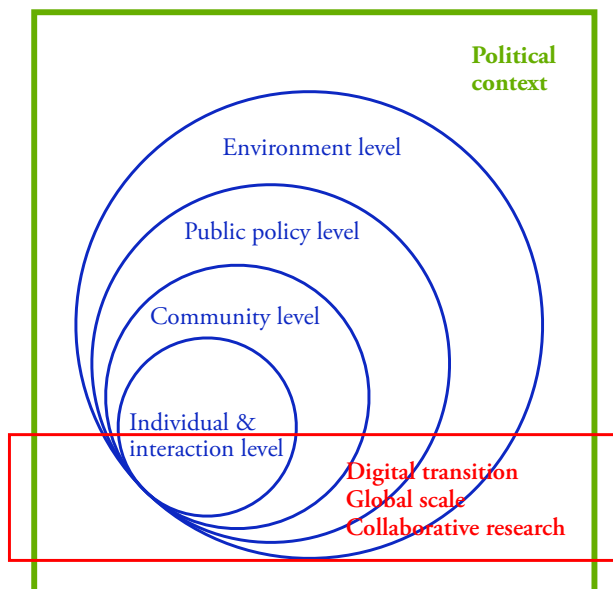 Political
context
Environment level
Public policy level
Community level
Individual &
interaction level
Digital transition
Global scale
Collaborative research